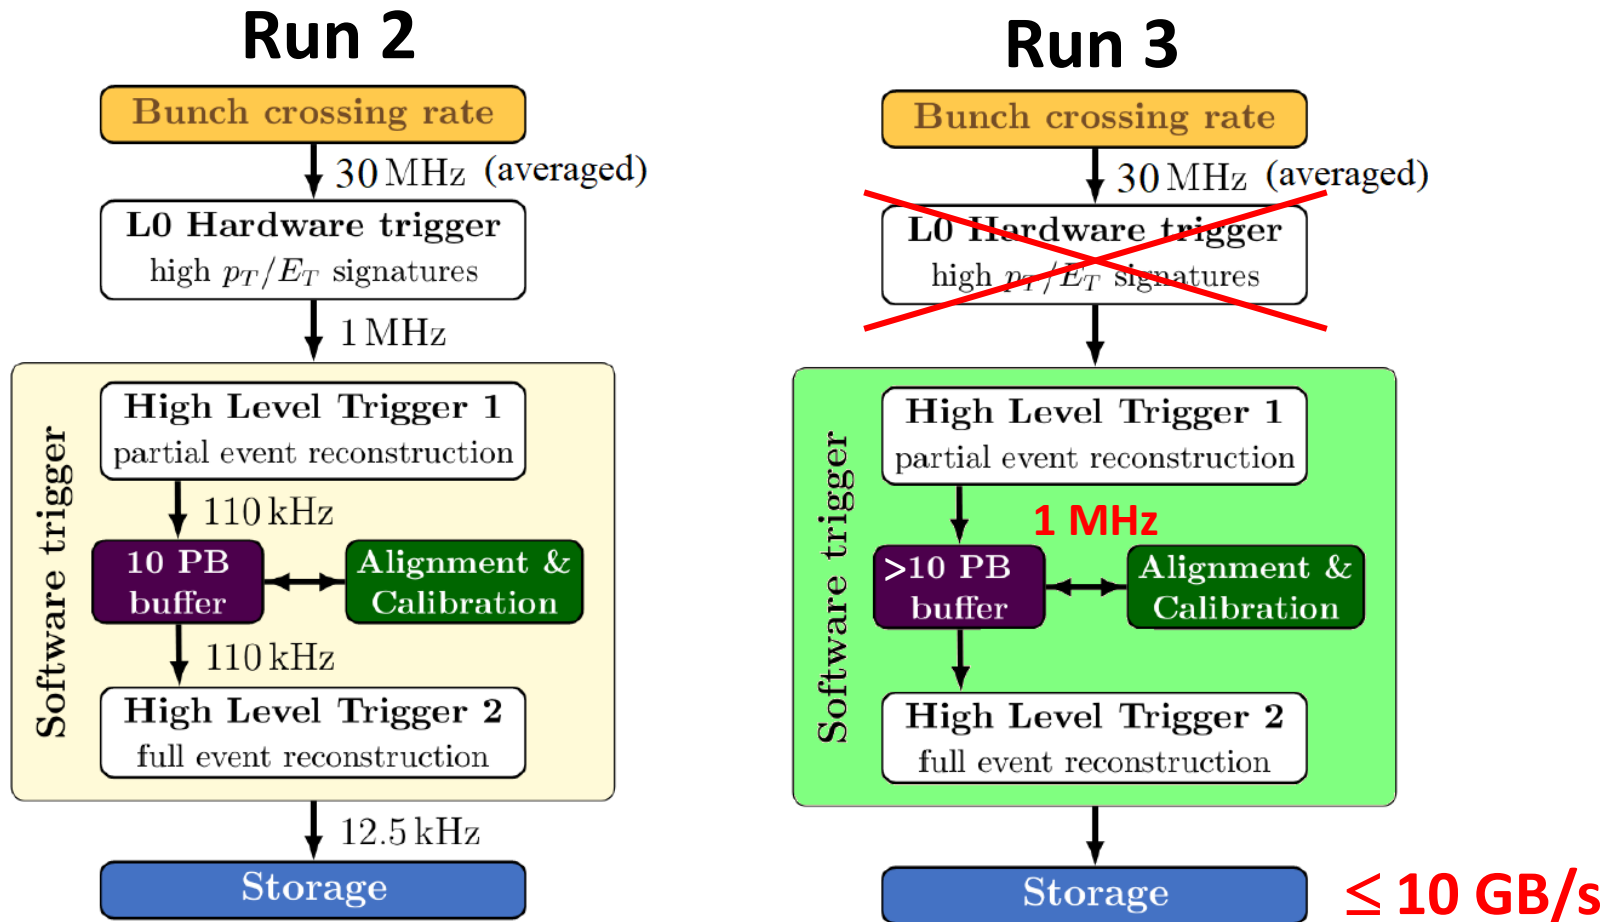 Run 2
Bunch crossing rate
30 MHz (averaged)
L0 Hardware trigger
high p_T/E_T signatures
1 MHz
Software trigger
High Level Trigger 1
partial event reconstruction
110 kHz
10 PB
buffer
Alignment &
Calibration
110 kHz
High Level Trigger 2
full event reconstruction
12.5 kHz
Storage
Run 3
Bunch crossing rate
30 MHz (averaged)
L0 Hardware trigger
high p_T/E_T signatures
Software trigger
High Level Trigger 1
partial event reconstruction
1 MHz
>10 PB
buffer
Alignment &
Calibration
High Level Trigger 2
full event reconstruction
Storage
≤ 10 GB/s